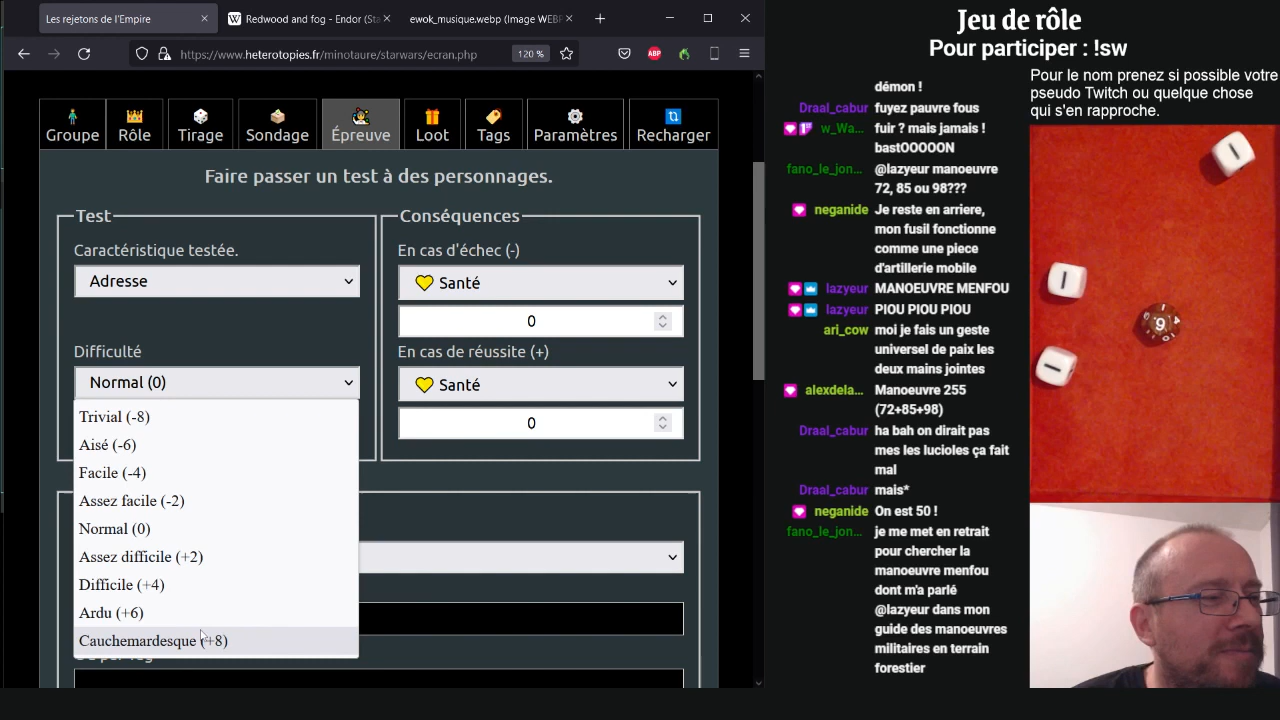 Les rejetons de l'Empire
Redwood and fog - Endor (St
ewok_musique.webp (Image WEBP
https://www.heterotopies.fr/minotaure/starwars/ecran.php
120 %
ABP
Groupe
Rôle
Tirage
Sondage
Épreuve
Loot
Tags
Paramètres
Recharger
Faire passer un test à des personnages.
Test
Caractéristique testée.
Adresse
Difficulté
Normal (0)
Trivial (-8)
Aisé (-6)
Facile (-4)
Assez facile (-2)
Normal (0)
Assez difficile (+2)
Difficile (+4)
Ardu (+6)
Cauchemardesque (+8)
Conséquences
En cas d'échec (-)
Santé
0
En cas de réussite (+)
Santé
0
démon !
Draal_cabur fuyez pauvre fous
w_Wa... fuir ? mais jamais !
bastOOOOON
fano_le_jon... @lazyeur manoeuvre
72, 85 ou 98???
neganide Je reste en arriere,
mon fusil fonctionne
comme une piece
d'artillerie mobile
lazyeur MANOEUVRE MENFOU
lazyeur PIOU PIOU PIOU
ari_cow moi je fais un geste
universel de paix les
deux mains jointes
alexdela... Manoeuvre 255
(72+85+98)
Draal_cabur ha bah on dirait pas
mes les lucioles ça fait
mal
Draal_cabur mais*
neganide On est 50 !
fano_le_jon... je me met en retrait
pour chercher la
manoeuvre menfou
dont m'a parlé
@lazyeur dans mon
guide des manoeuvres
militaires en terrain
forestier
Jeu de rôle
Pour participer : !sw
Pour le nom prenez si possible votre
pseudo Twitch ou quelque chose
qui s'en rapproche.
9